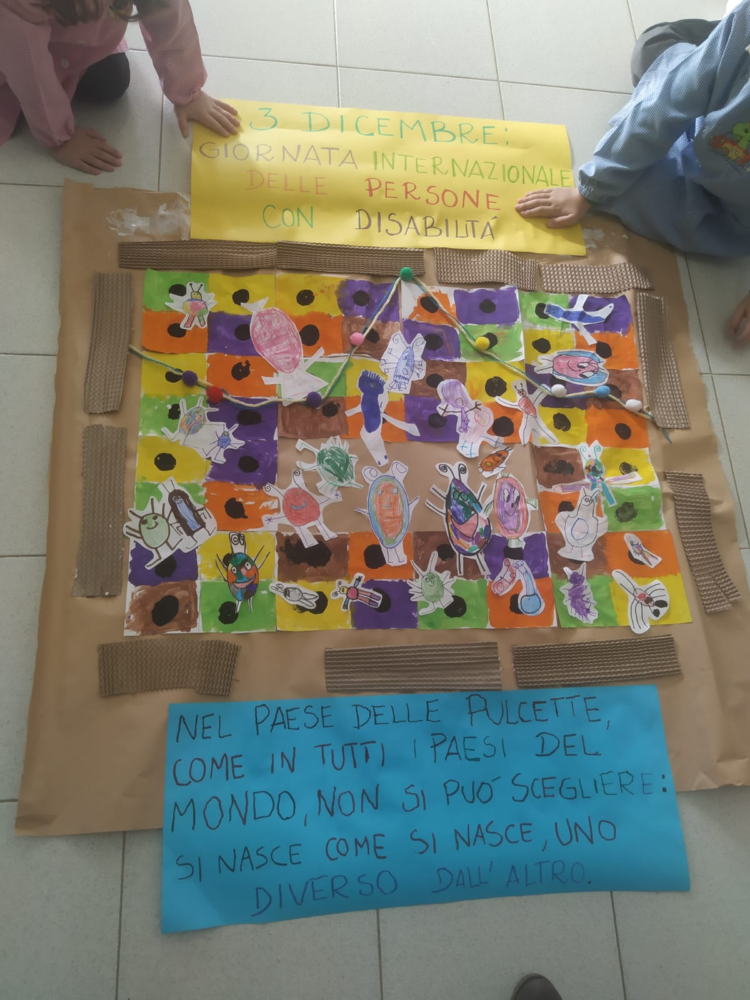 3 DICEMBRE:
GIORNATA INTERNAZIONALE
DELLE PERSONE
CON DISABILITÁ
NEL PAESE DELLE PULCETTE,
COME IN TUTTI I PAESI DEL
MONDO, NON SI PUÓ SCEGLIERE:
SI NASCE COME SI NASCE, UNO
DIVERSO DALL'ALTRO.